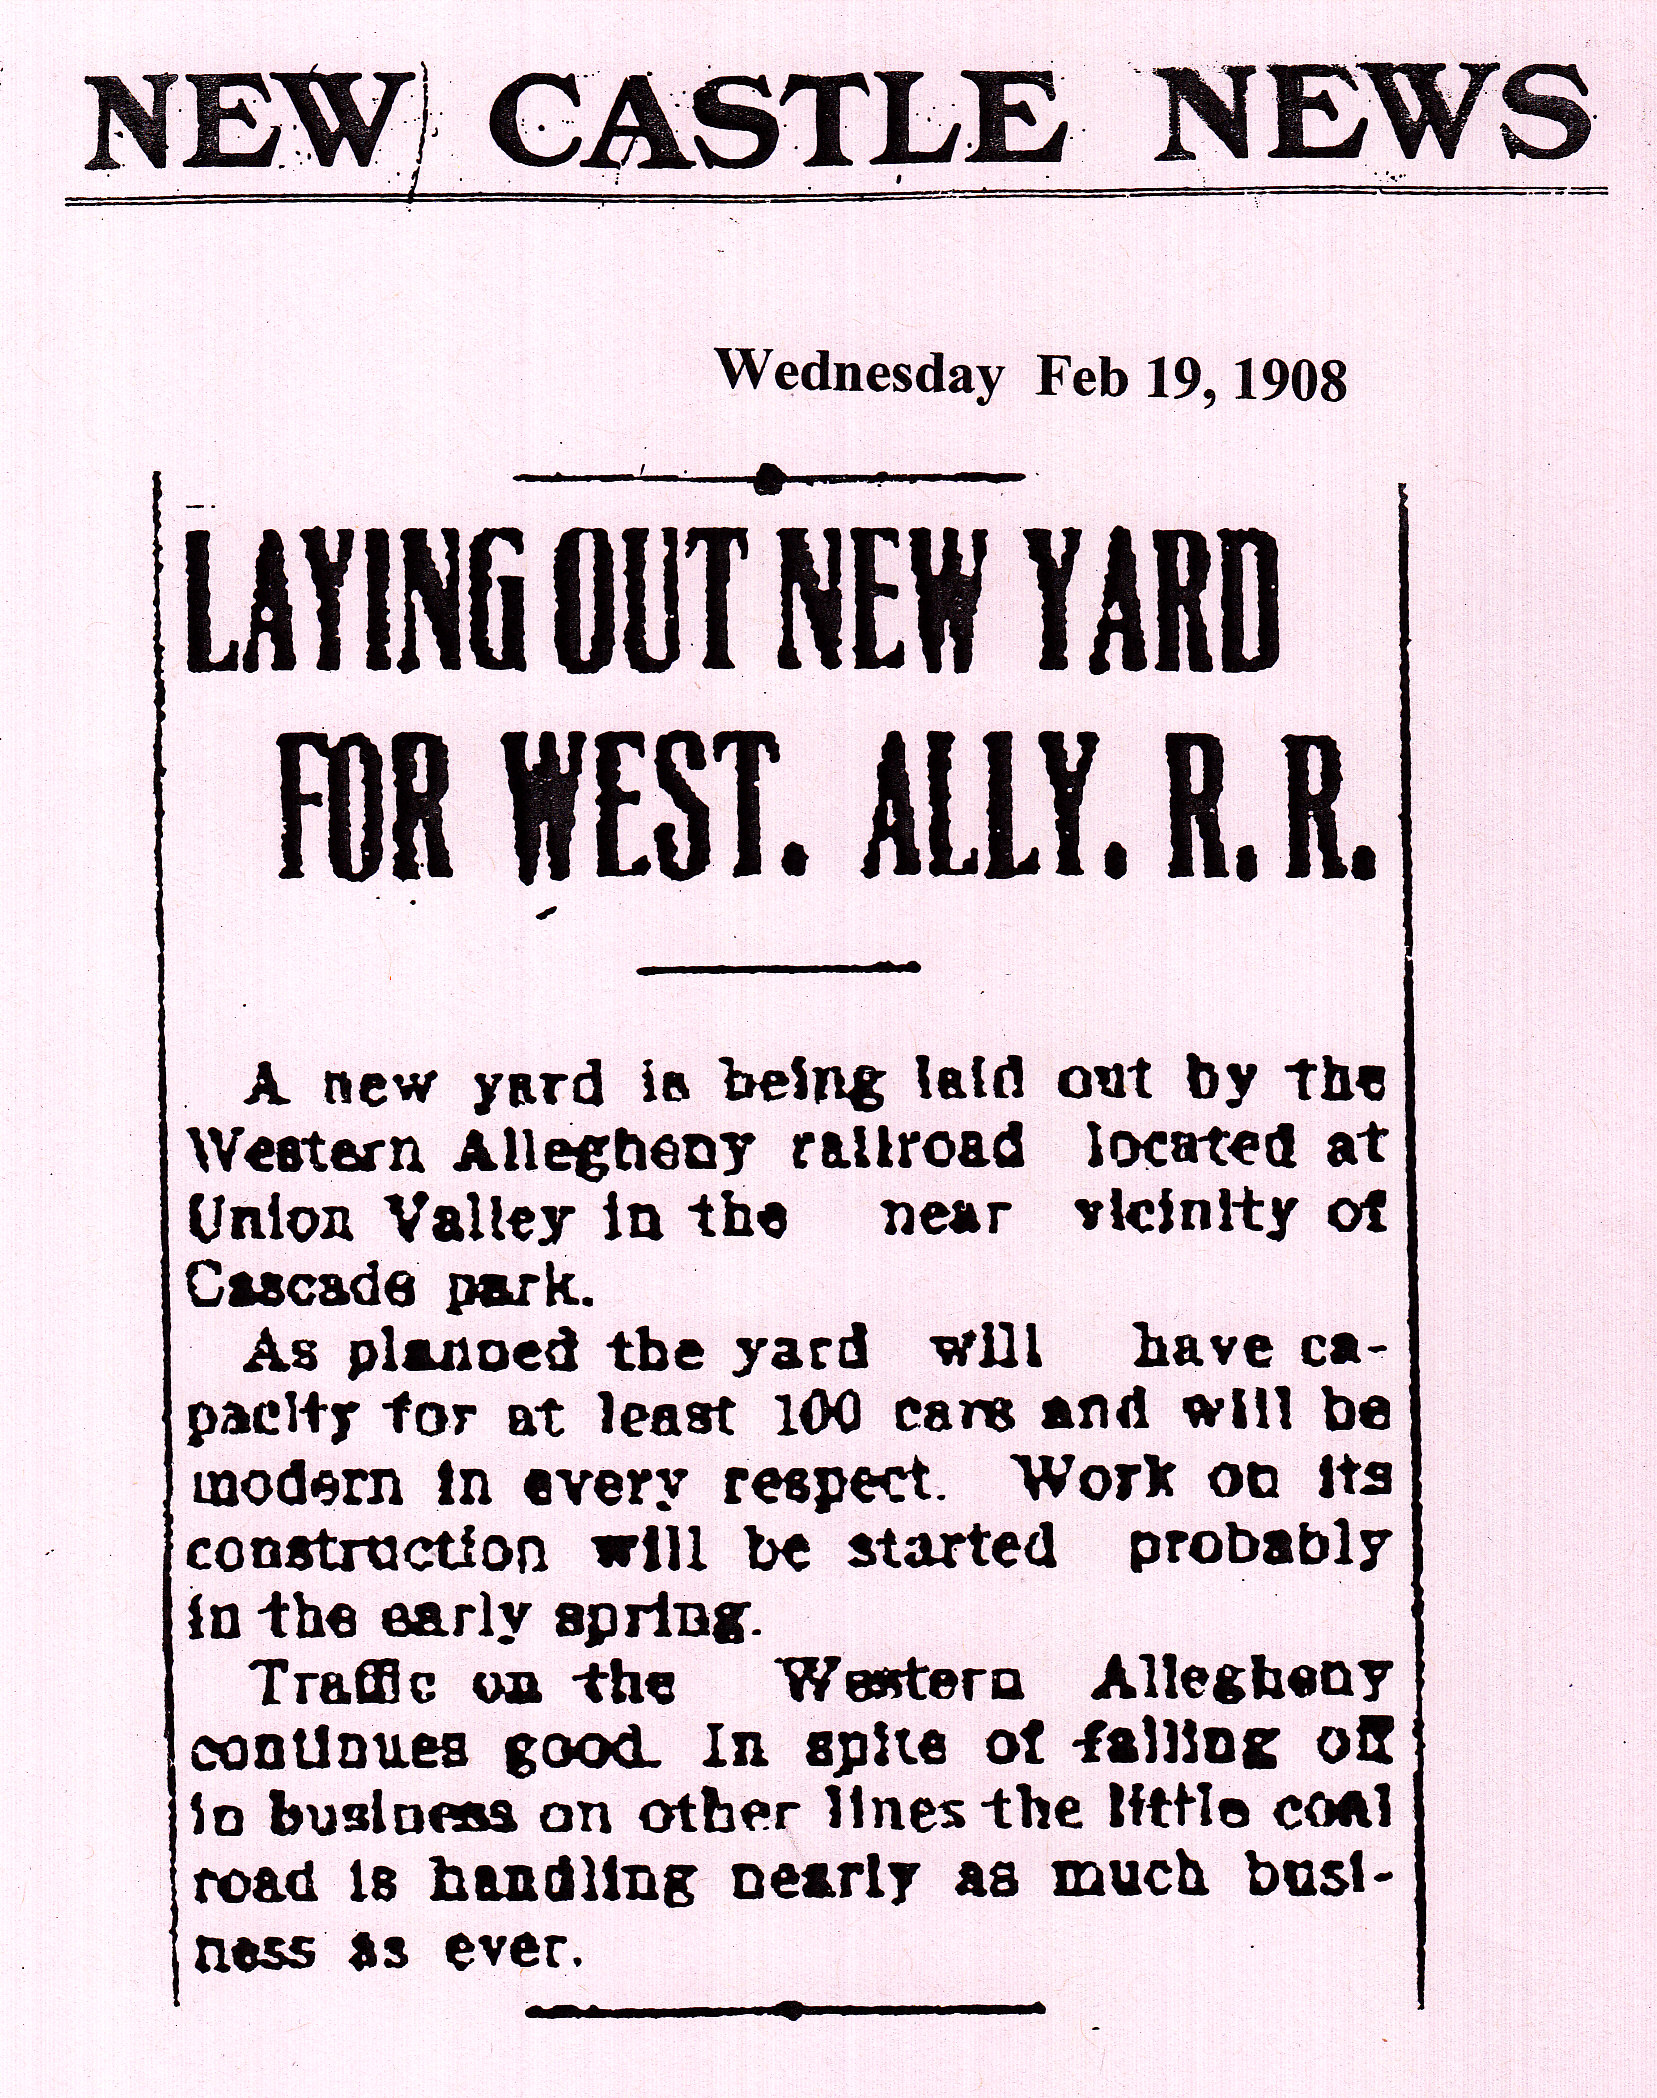 NEW CASTLE NEWS
Wednesday Feb 19, 1908
LAYING OUT NEW YARD
FOR WEST. ALLY. R. R.
A new yard is being laid out by the
Western Allegheny railroad located at
Union Valley in the near vicinity of
Cascade park.
As planned the yard will have ca-
pacity for at least 100 cars and will be
modern in every respect. Work on its
construction will be started probably
in the early spring.
Traffic on the Western Allegheny
continues good. In spite of falling off
in business on other lines the little coal
road is handling nearly as much busi-
ness as ever.